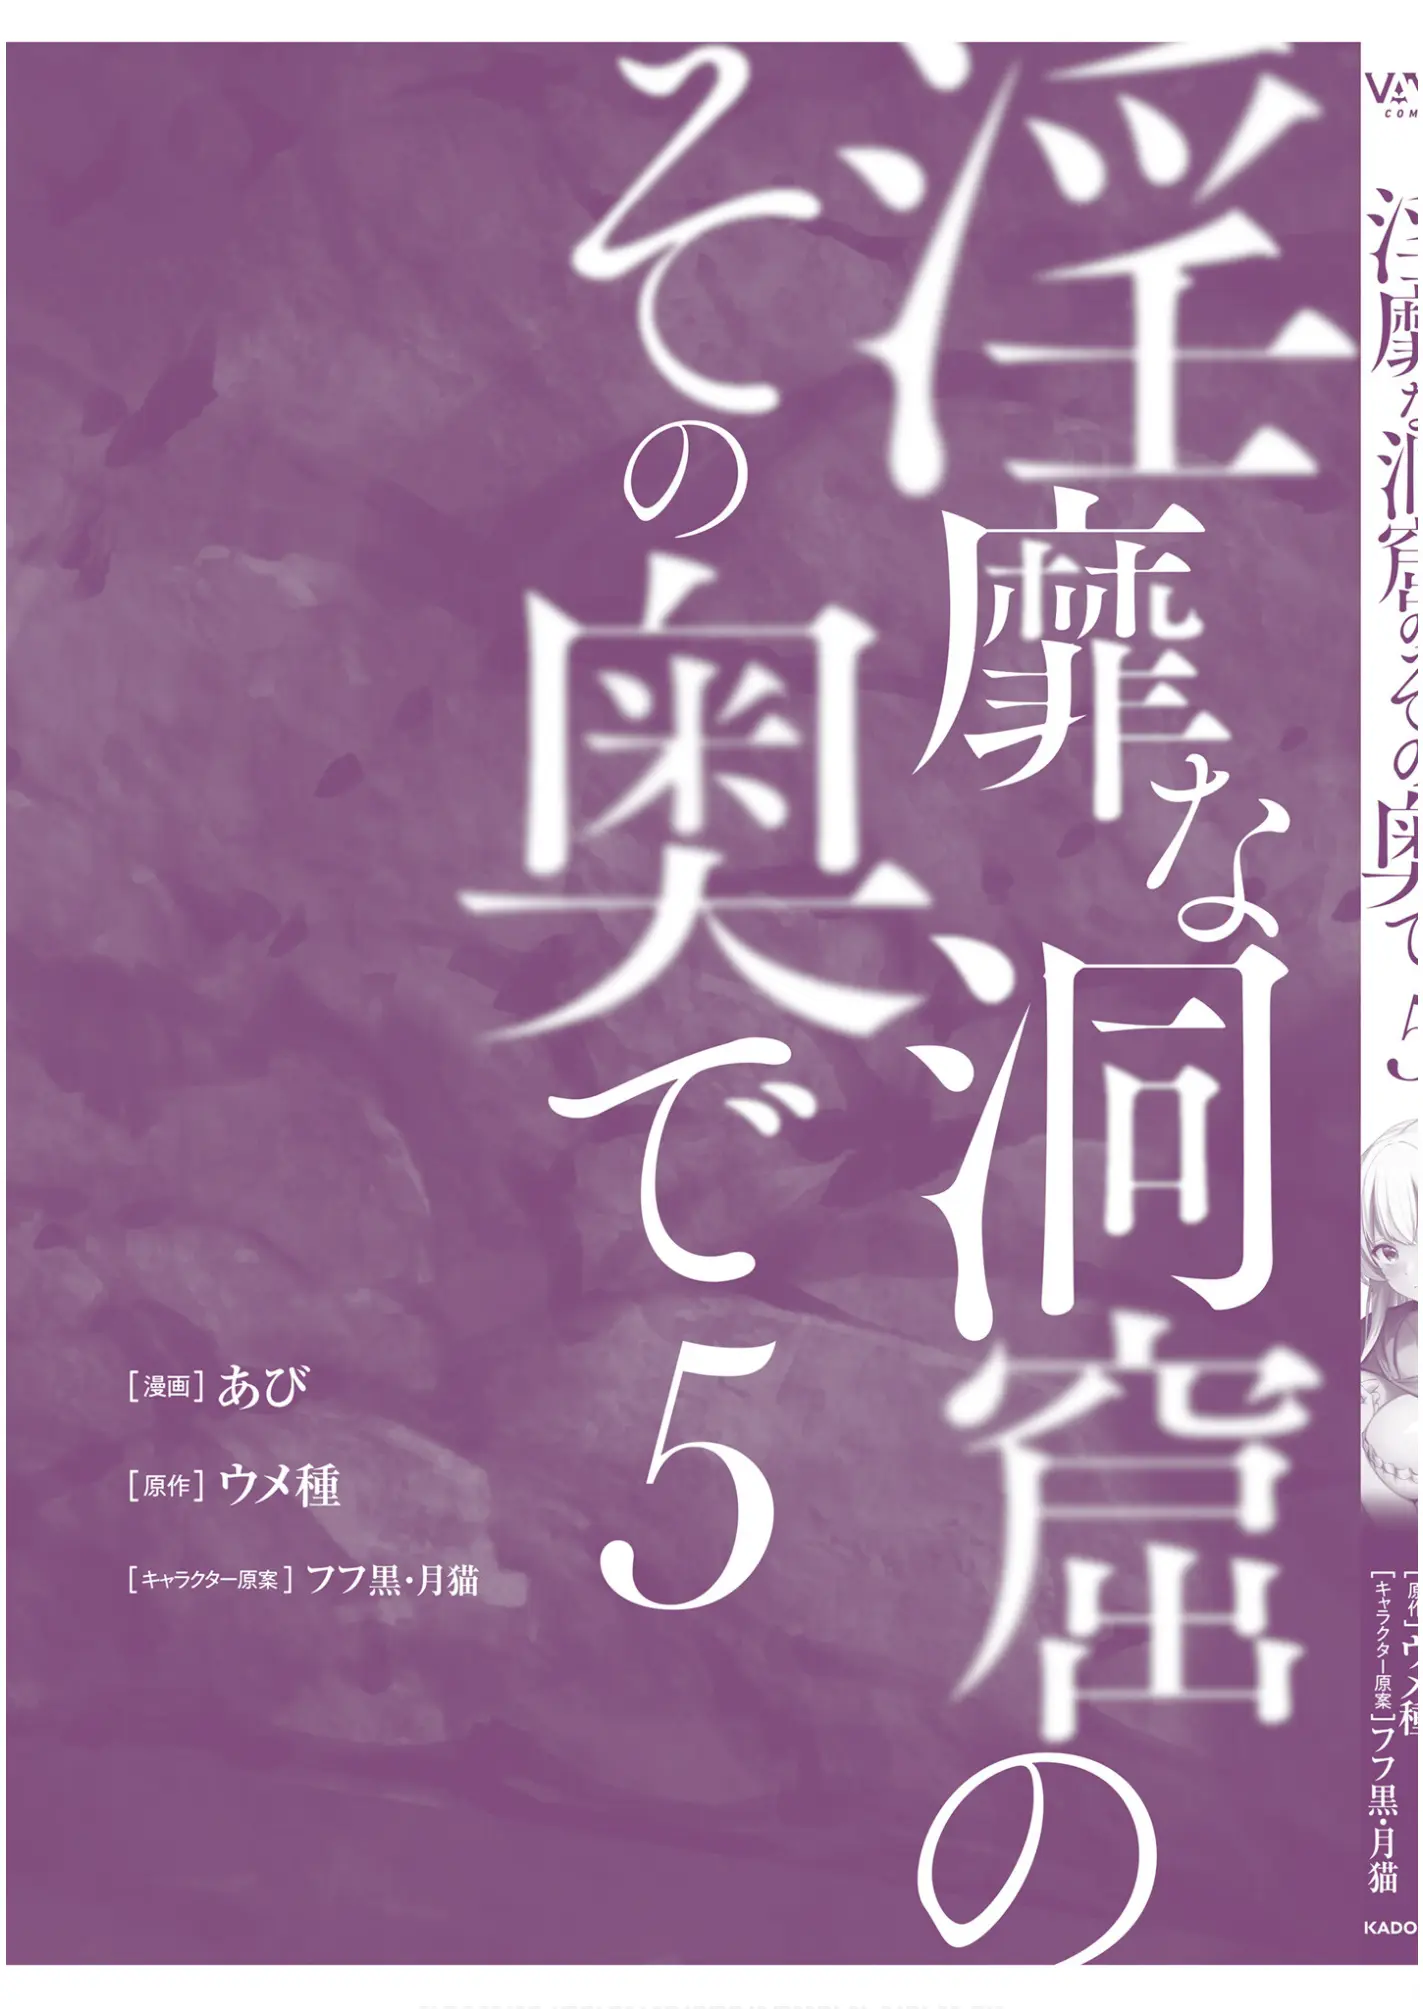 淫靡な洞窟の
その奥で
5
[漫画] あび
[原作] ウメ種
[キャラクター原案] フフ黒・月猫
淫靡な洞窟のその奥で 5
[原作] ウメ種
[キャラクター原案] フフ黒・月猫
KADO